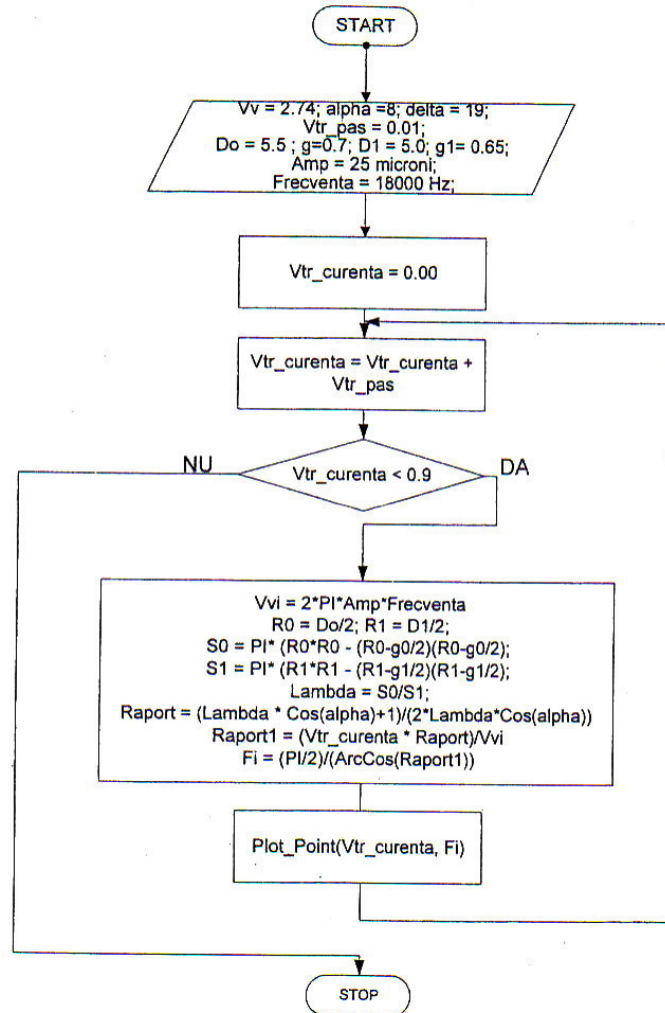 START
Vv = 2.74; alpha =8; delta = 19;
Vtr_pas = 0.01;
Do = 5.5 ; g=0.7; D1 = 5.0; g1= 0.65;
Amp = 25 microni;
Frecventa = 18000 Hz;
Vtr_curenta = 0.00
Vtr_curenta = Vtr_curenta +
Vtr_pas
NU
Vtr_curenta < 0.9
DA
Vvi = 2*PI*Amp*Frecventa
R0 = Do/2; R1 = D1/2;
S0 = PI* (R0*R0 - (R0-g0/2)(R0-g0/2);
S1 = PI* (R1*R1 - (R1-g1/2)(R1-g1/2);
Lambda = S0/S1;
Raport = (Lambda * Cos(alpha)+1)/(2*Lambda*Cos(alpha))
Raport1 = (Vtr_curenta * Raport)/Vvi
Fi = (PI/2)/(ArcCos(Raport1))
Plot_Point(Vtr_curenta, Fi)
STOP